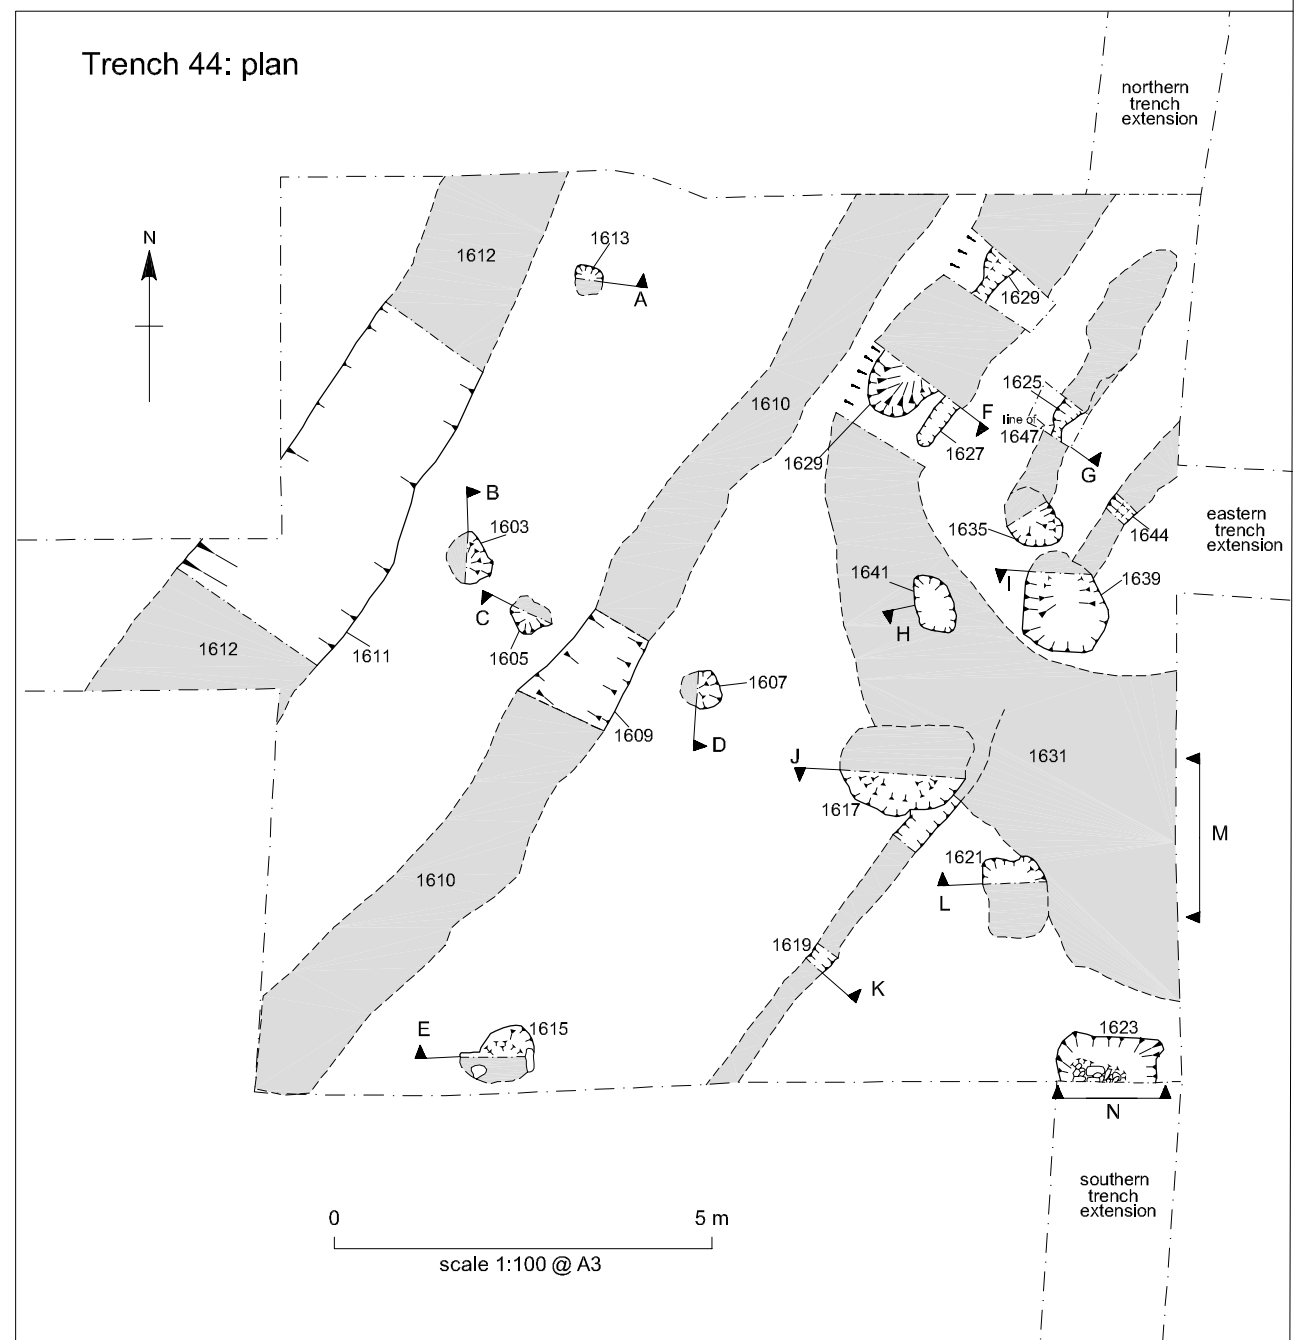 Trench 44: plan
northern
trench
extension
N
1613
A
1612
1629
1610
1625
F
line of
1647
1627
G
1629
B
1603
1635
1644
eastern
trench
extension
1641
I
1639
C
H
1605
1612
1611
1607
1609
D
J
1631
1617
M
1621
1610
L
1619
K
E
1615
1623
N
southern
trench
extension
0 5 m
scale 1:100 @ A3